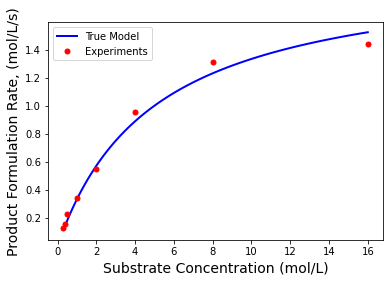 True Model
Experiments
Product Formulation Rate, (mol/L/s)
1.4
1.2
1.0
0.8
0.6
0.4
0.2
0 2 4 6 8 10 12 14 16
Substrate Concentration (mol/L)